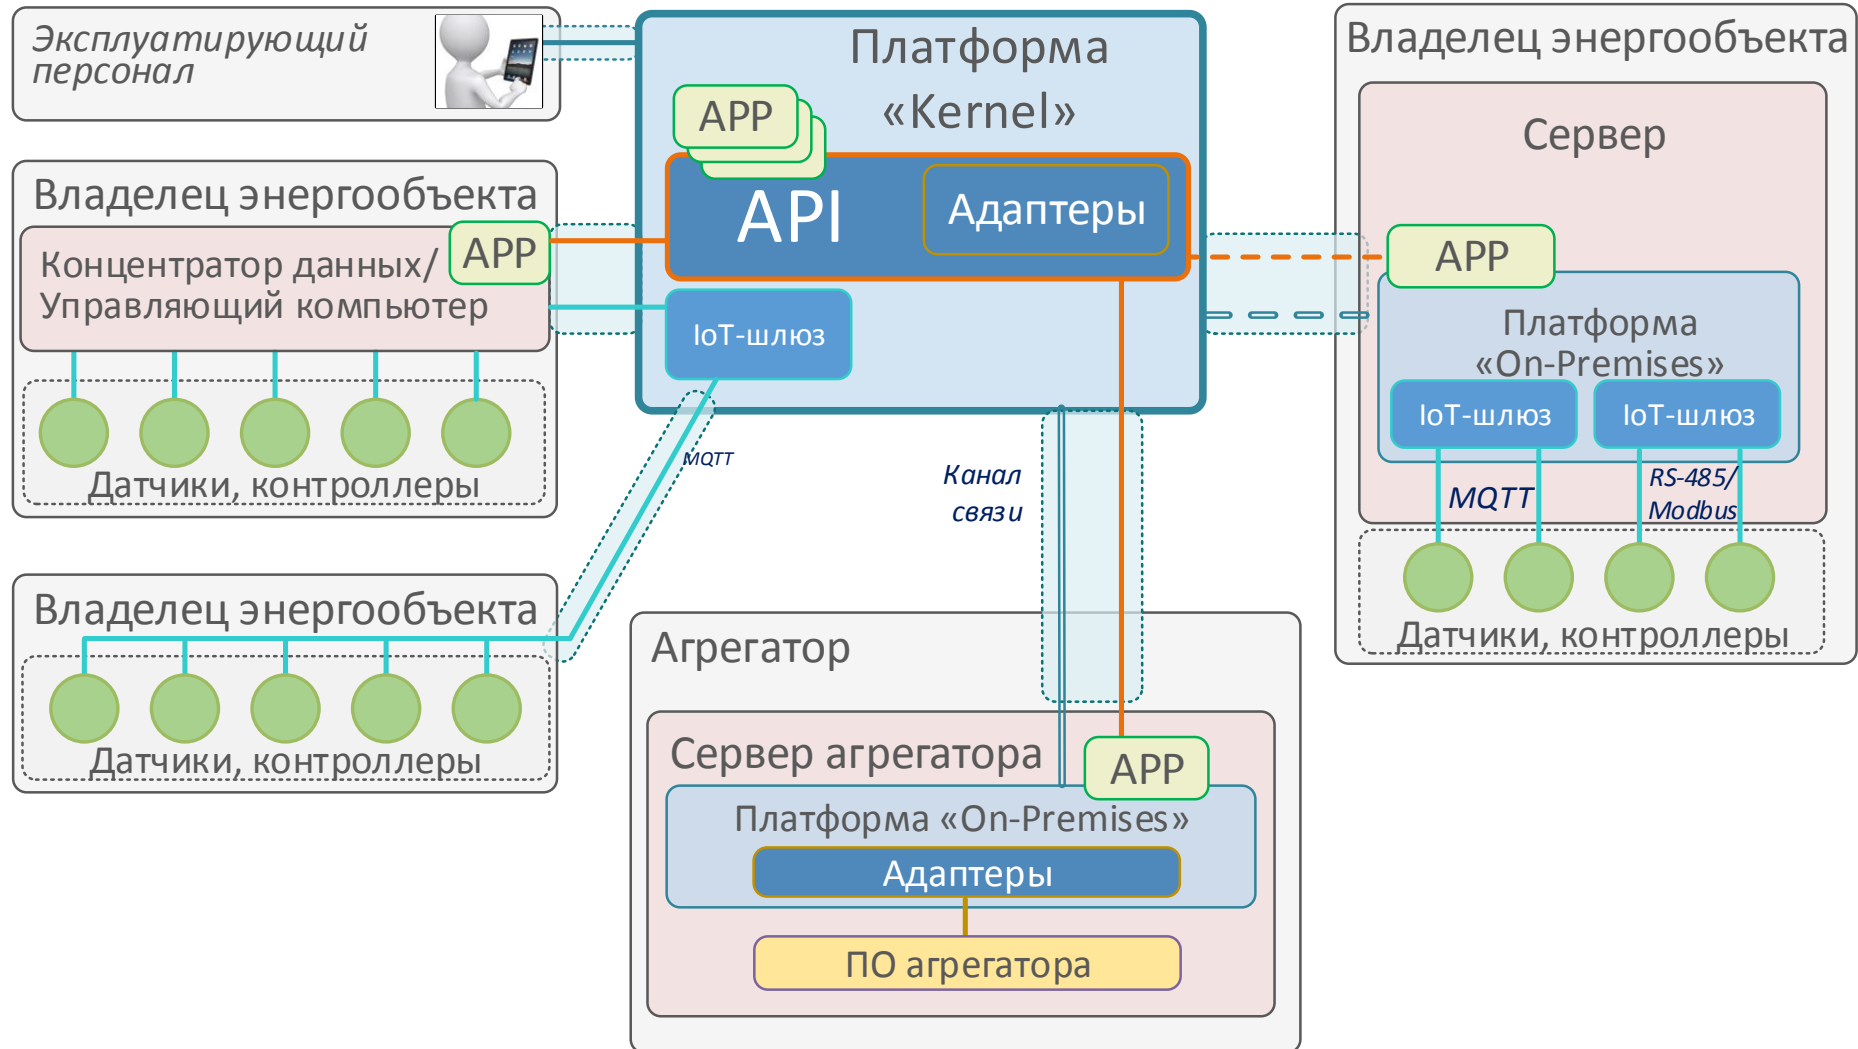 Эксплуатирующий
персонал
Владелец энергообъекта
APP
Концентратор данных/
Управляющий компьютер
Датчики, контроллеры
Владелец энергообъекта
Датчики, контроллеры
Платформа
«Kernel»
APP
API
Адаптеры
IoT-шлюз
MQTT
Канал
связи
Агрегатор
Сервер агрегатора
APP
Платформа «On-Premises»
Адаптеры
ПО агрегатора
Владелец энергообъекта
Сервер
APP
Платформа
«On-Premises»
IoT-шлюз
IoT-шлюз
MQTT
RS-485/
Modbus
Датчики, контроллеры